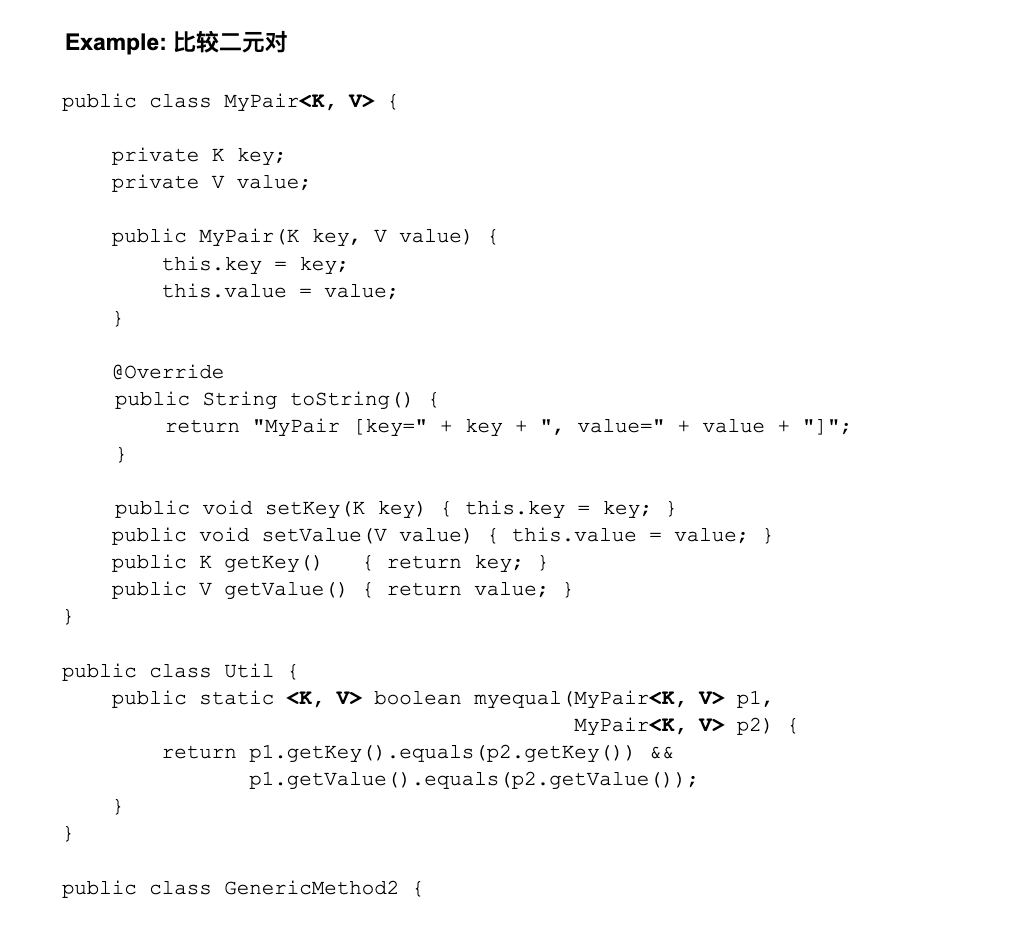 Example: 比较二元对
public class MyPair<K, V> {
private K key;
private V value;
public MyPair(K key, V value) {
this.key = key;
this.value = value;
}
@Override
public String toString() {
return "MyPair [key=" + key + ", value=" + value + "]";
}
public void setKey(K key) { this.key = key; }
public void setValue(V value) { this.value = value; }
public K getKey()   { return key; }
public V getValue() { return value; }
}
public class Util {
public static <K, V> boolean myequal(MyPair<K, V> p1,
MyPair<K, V> p2) {
return p1.getKey().equals(p2.getKey()) &&
p1.getValue().equals(p2.getValue());
}
}
public class GenericMethod2 {